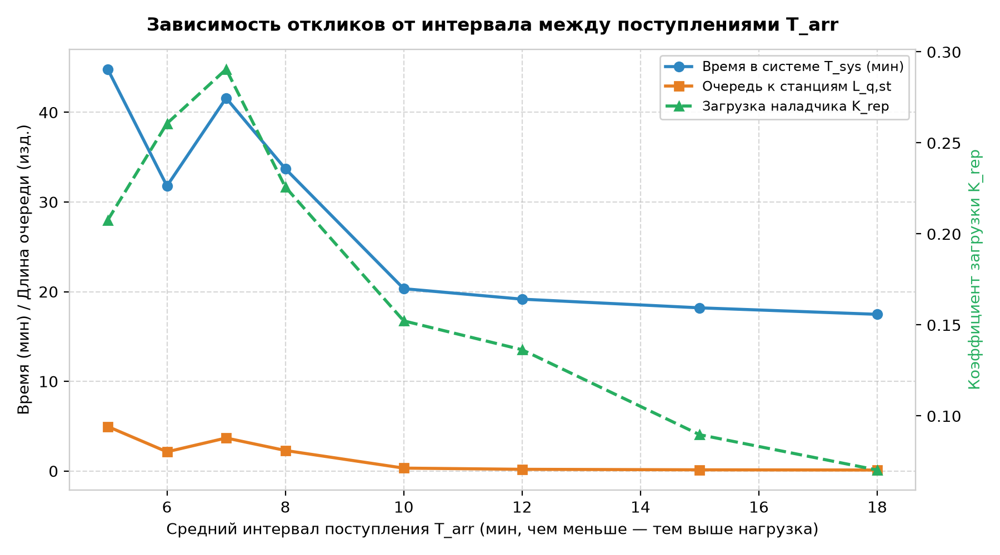 Зависимость откликов от интервала между поступлениями T_arr
Время в системе T_sys (мин)
Очередь к станциям L_q,st
Загрузка наладчика K_rep
Время (мин) / Длина очереди (изд.)
40
30
20
10
0
0.30
0.25
0.20
0.15
0.10
Коэффициент загрузки K_rep
6 8 10 12 14 16 18
Средний интервал поступления T_arr (мин, чем меньше — тем выше нагрузка)